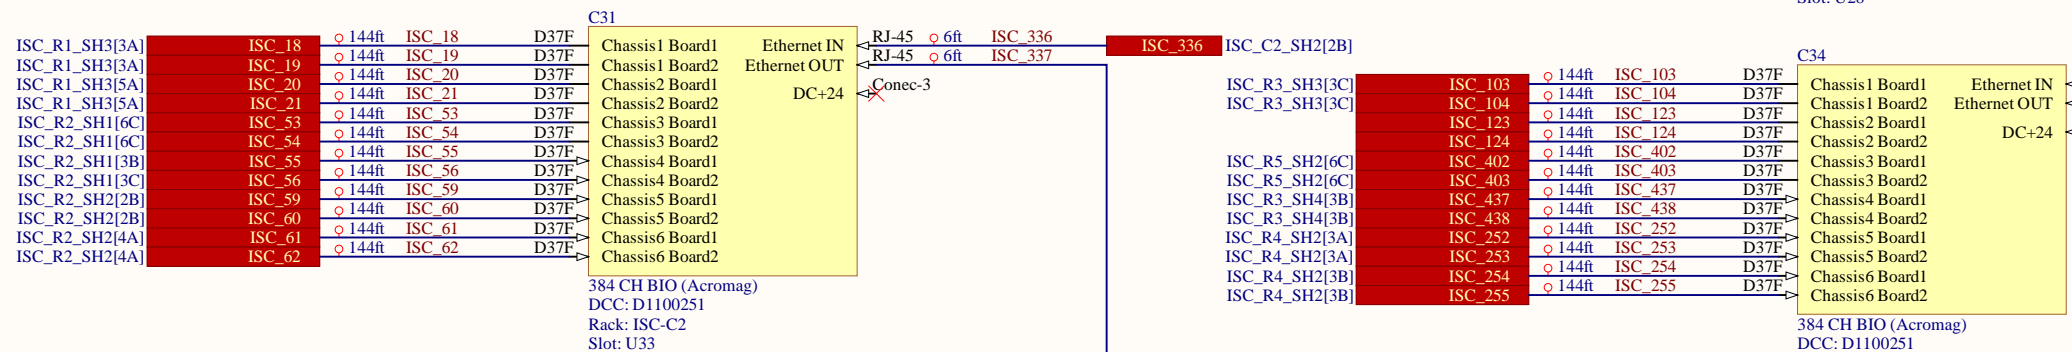 C31
ISC_R1_SH3[3A] ISC_18 144ft ISC_18 D37F Chassis1 Board1 Ethernet IN RJ-45 6ft ISC_336 ISC_336 ISC_C2_SH2[2B]
ISC_R1_SH3[3A] ISC_19 144ft ISC_19 D37F Chassis1 Board2 Ethernet OUT RJ-45 6ft ISC_337
ISC_R1_SH3[5A] ISC_20 144ft ISC_20 D37F Chassis2 Board1
ISC_R1_SH3[5A] ISC_21 144ft ISC_21 D37F Chassis2 Board2 DC+24 Conec-3
ISC_R2_SH1[6C] ISC_53 144ft ISC_53 D37F Chassis3 Board1
ISC_R2_SH1[6C] ISC_54 144ft ISC_54 D37F Chassis3 Board2
ISC_R2_SH1[3B] ISC_55 144ft ISC_55 D37F Chassis4 Board1
ISC_R2_SH1[3C] ISC_56 144ft ISC_56 D37F Chassis4 Board2
ISC_R2_SH2[2B] ISC_59 144ft ISC_59 D37F Chassis5 Board1
ISC_R2_SH2[2B] ISC_60 144ft ISC_60 D37F Chassis5 Board2
ISC_R2_SH2[4A] ISC_61 144ft ISC_61 D37F Chassis6 Board1
ISC_R2_SH2[4A] ISC_62 144ft ISC_62 D37F Chassis6 Board2
384 CH BIO (Acromag)
DCC: D1100251
Rack: ISC-C2
Slot: U33
C34
ISC_R3_SH3[3C] ISC_103 144ft ISC_103 D37F Chassis1 Board1 Ethernet IN
ISC_R3_SH3[3C] ISC_104 144ft ISC_104 D37F Chassis1 Board2 Ethernet OUT
ISC_123 144ft ISC_123 D37F Chassis2 Board1
ISC_124 144ft ISC_124 D37F Chassis2 Board2 DC+24
ISC_R5_SH2[6C] ISC_402 144ft ISC_402 D37F Chassis3 Board1
ISC_R5_SH2[6C] ISC_403 144ft ISC_403 D37F Chassis3 Board2
ISC_R3_SH4[3B] ISC_437 144ft ISC_437 D37F Chassis4 Board1
ISC_R3_SH4[3B] ISC_438 144ft ISC_438 D37F Chassis4 Board2
ISC_R4_SH2[3A] ISC_252 144ft ISC_252 D37F Chassis5 Board1
ISC_R4_SH2[3A] ISC_253 144ft ISC_253 D37F Chassis5 Board2
ISC_R4_SH2[3B] ISC_254 144ft ISC_254 D37F Chassis6 Board1
ISC_R4_SH2[3B] ISC_255 144ft ISC_255 D37F Chassis6 Board2
384 CH BIO (Acromag)
DCC: D1100251